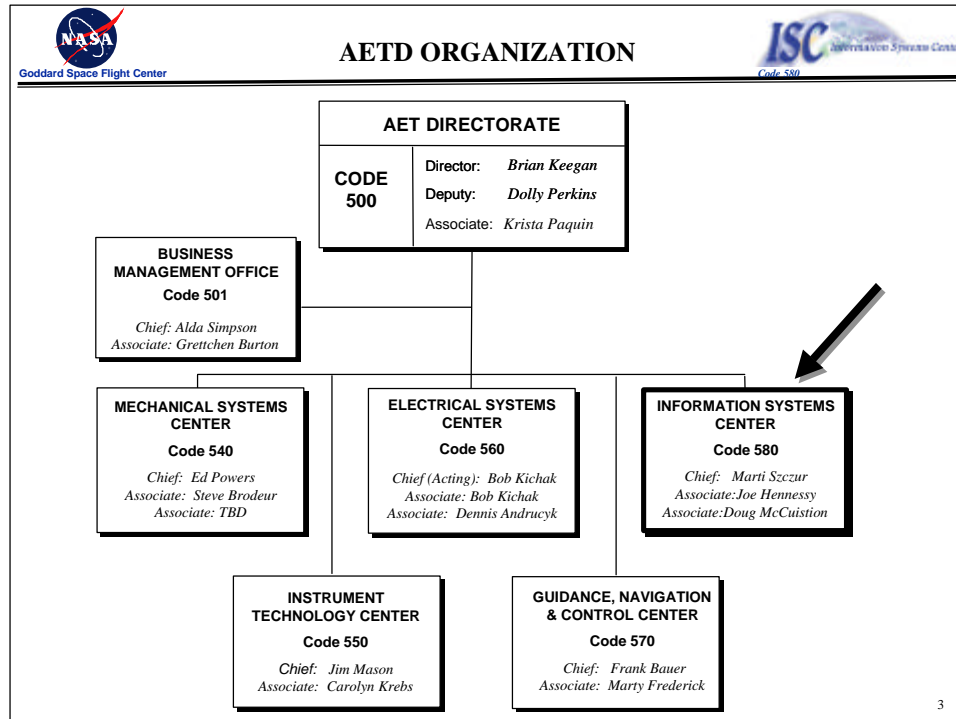 NASA
Goddard Space Flight Center
AETD ORGANIZATION
ISC Information Systems Center
Code 580
AET DIRECTORATE
CODE
500
Director: Brian Keegan
Deputy: Dolly Perkins
Associate: Krista Paquin
BUSINESS
MANAGEMENT OFFICE
Code 501
Chief: Alda Simpson
Associate: Grettchen Burton
MECHANICAL SYSTEMS
CENTER
Code 540
Chief: Ed Powers
Associate: Steve Brodeur
Associate: TBD
ELECTRICAL SYSTEMS
CENTER
Code 560
Chief (Acting): Bob Kichak
Associate: Bob Kichak
Associate: Dennis Andrucyk
INFORMATION SYSTEMS
CENTER
Code 580
Chief: Marti Szczur
Associate:Joe Hennessy
Associate:Doug McCuistion
INSTRUMENT
TECHNOLOGY CENTER
Code 550
Chief: Jim Mason
Associate: Carolyn Krebs
GUIDANCE, NAVIGATION
& CONTROL CENTER
Code 570
Chief: Frank Bauer
Associate: Marty Frederick
3